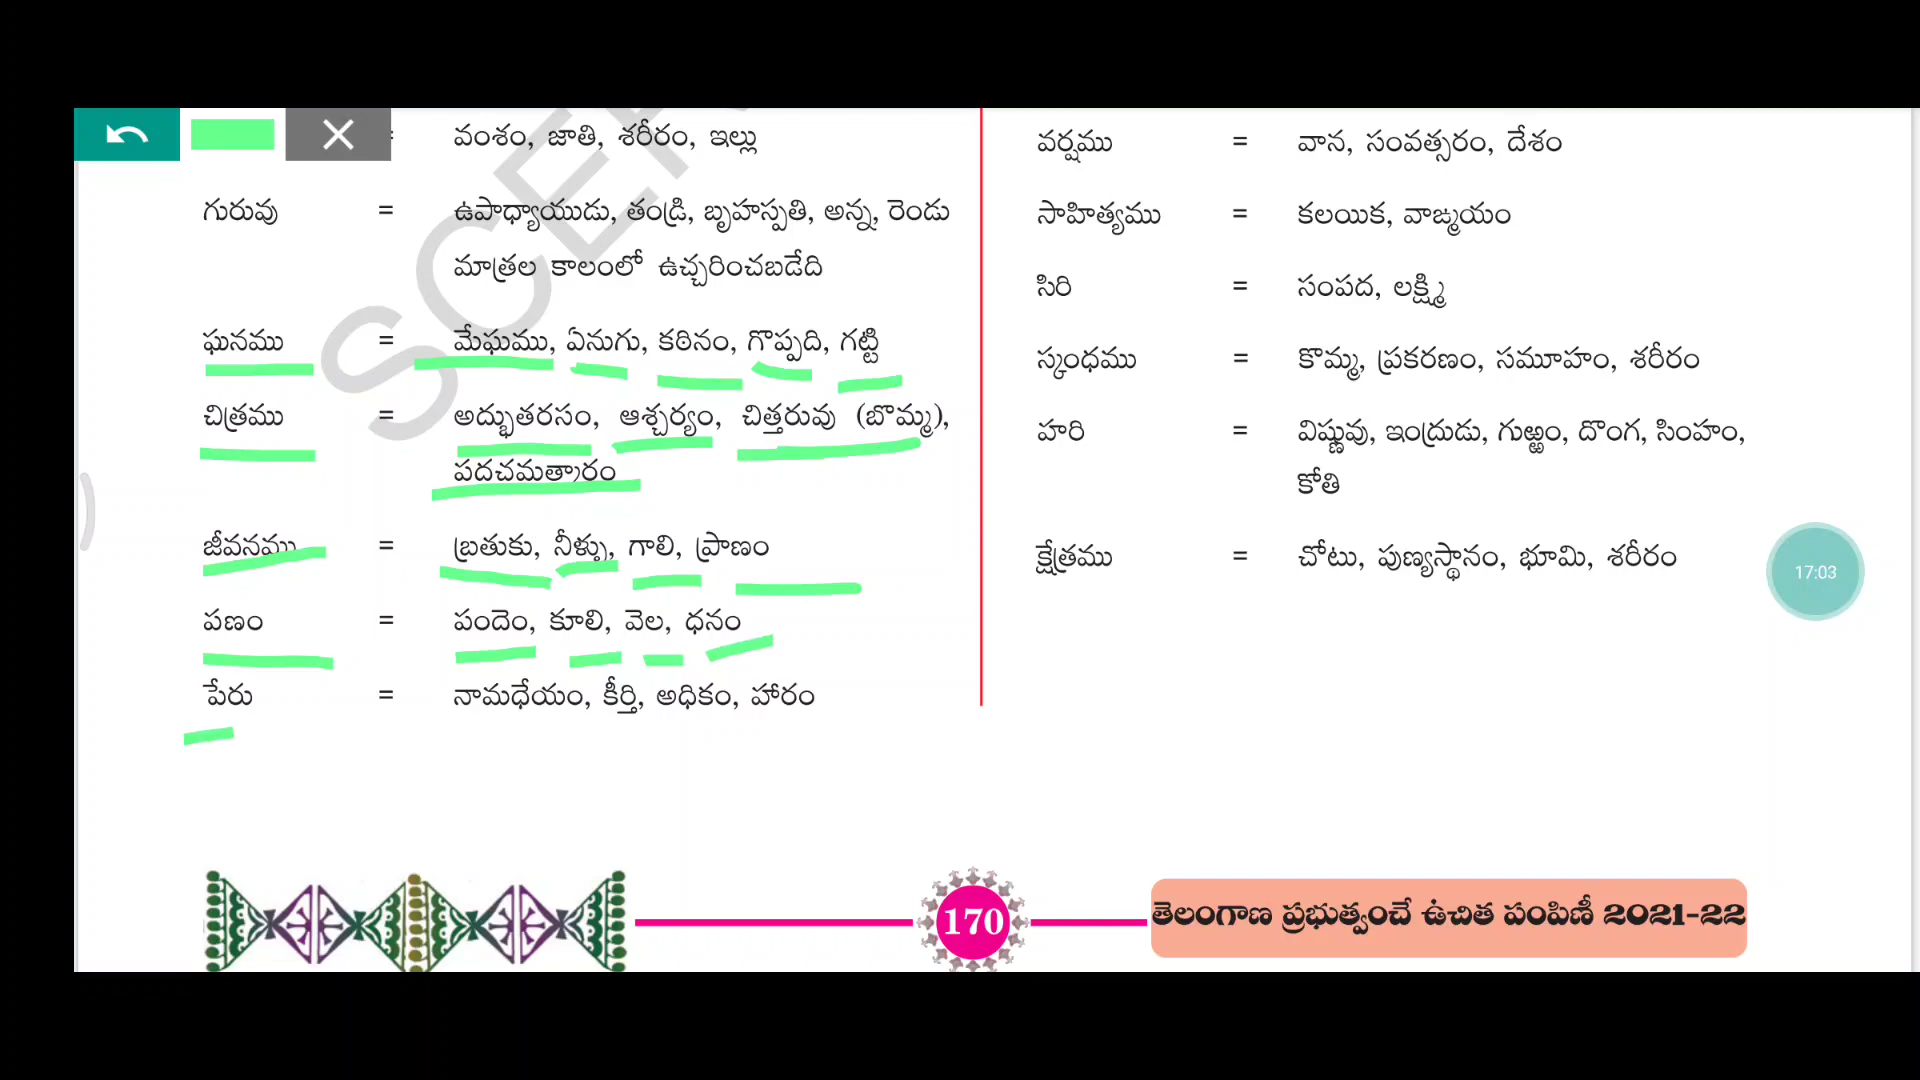 = వంశం, జాతి, శరీరం, ఇల్లు
గురువు = ఉపాధ్యాయుడు, తండ్రి, బృహస్పతి, అన్న, రెండు
మాత్రల కాలంలో ఉచ్చరించబడేది
ఘనము = మేఘము, ఏనుగు, కఠినం, గొప్పది, గట్టి
చిత్రము = అద్భుతరసం, ఆశ్చర్యం, చిత్తరువు (బొమ్మ),
పదచమత్కారం
జీవనము = బ్రతుకు, నీళ్ళు, గాలి, ప్రాణం
పణం = పందెం, కూలి, వెల, ధనం
పేరు = నామధేయం, కీర్తి, అధికం, హారం
వర్షము = వాన, సంవత్సరం, దేశం
సాహిత్యము = కలయిక, వాఙ్మయం
సిరి = సంపద, లక్ష్మి
స్కంధము = కొమ్మ, ప్రకరణం, సమూహం, శరీరం
హరి = విష్ణువు, ఇంద్రుడు, గుఱ్ఱం, దొంగ, సింహం,
కోతి
క్షేత్రము = చోటు, పుణ్యస్థానం, భూమి, శరీరం
17:03
170
తెలంగాణ ప్రభుత్వంచే ఉచిత పంపిణీ 2021-22
SCER